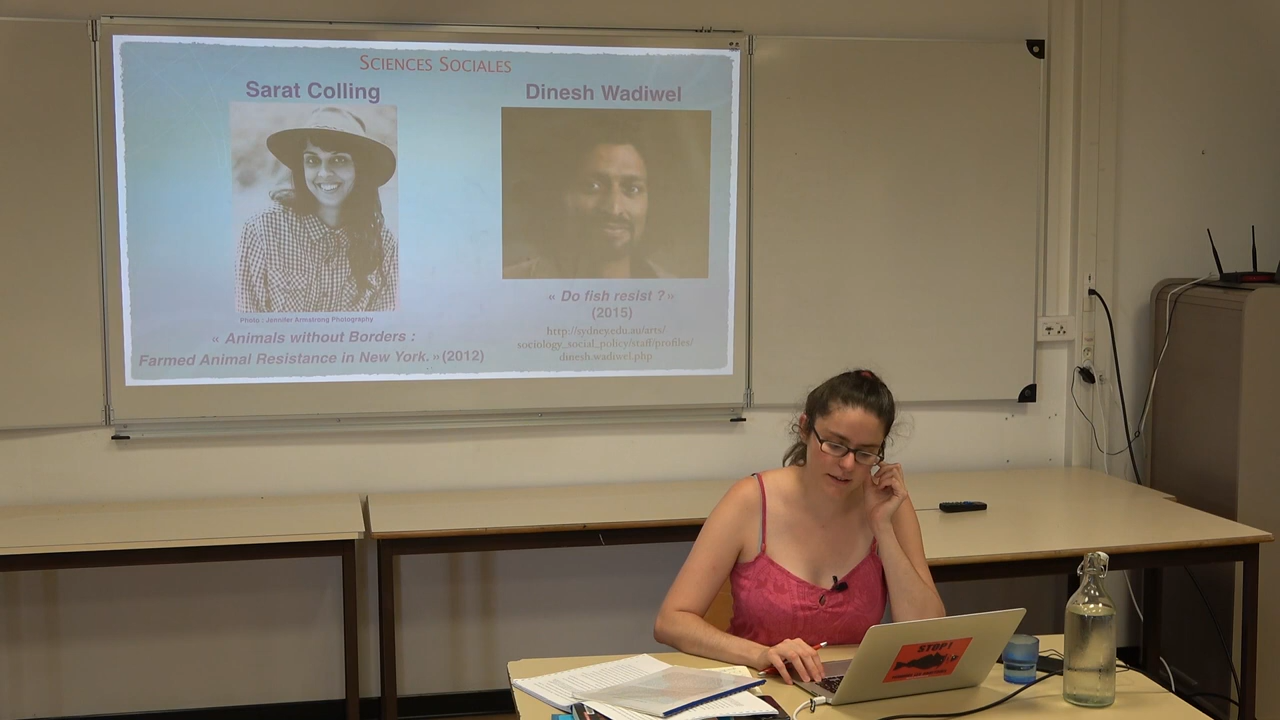 SCIENCES SOCIALES
Sarat Colling
Dinesh Wadiwel
Photo : Jennifer Armstrong Photography
« Animals without Borders :
Farmed Animal Resistance in New York. » (2012)
« Do fish resist ? »
(2015)
http://sydney.edu.au/arts/
sociology_social_policy/staff/profiles/
dinesh.wadiwel.php
STOP !